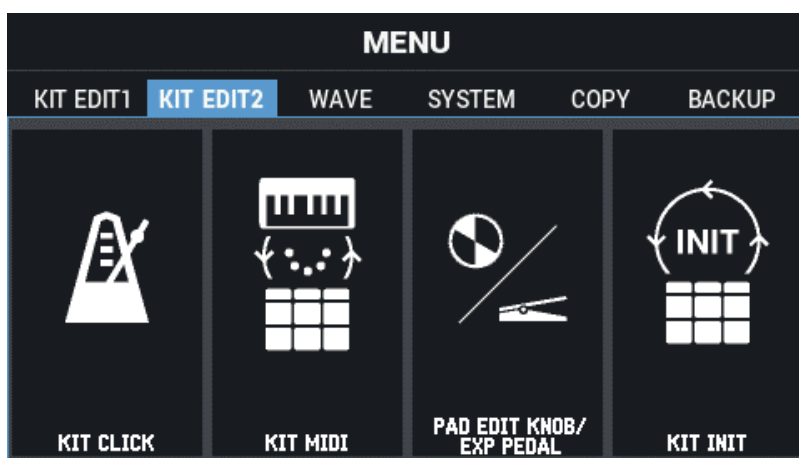 MENU
KIT EDIT1 KIT EDIT2 WAVE SYSTEM COPY BACKUP
INIT
KIT CLICK KIT MIDI PAD EDIT KNOB/
EXP PEDAL KIT INIT